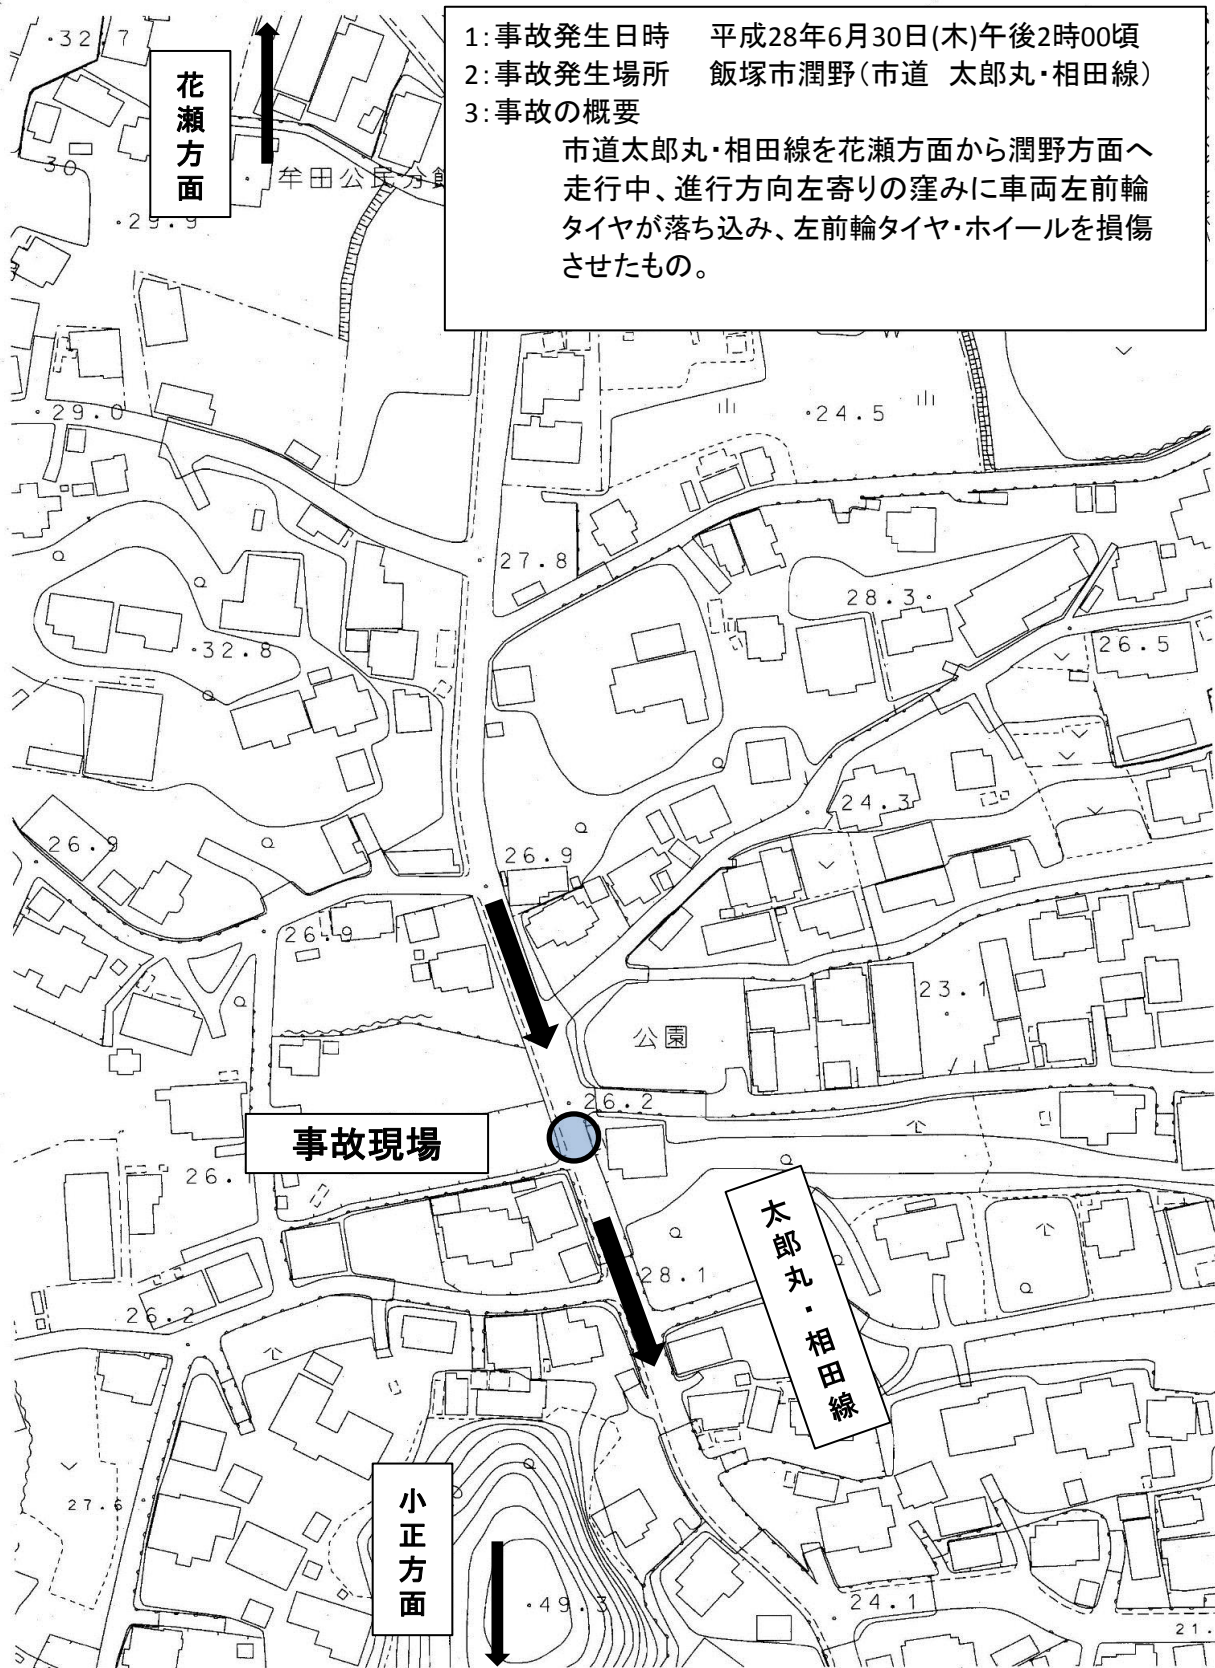 1:事故発生日時　平成28年6月30日(木)午後2時00頃
2:事故発生場所　飯塚市潤野(市道 太郎丸・相田線)
3:事故の概要
市道太郎丸・相田線を花瀬方面から潤野方面へ
走行中、進行方向左寄りの窪みに車両左前輪
タイヤが落ち込み、左前輪タイヤ・ホイールを損傷
させたもの。
花瀬方面
牟田公民分館
32.7
30
29.9
29.0
24.5
27.8
28.3
26.5
32.8
24.3
26.9
26.9
26.9
23.1
公園
26.2
事故現場
26.
太郎丸・相田線
28.1
26.2
小正方面
27.6
49.3
24.1
21.